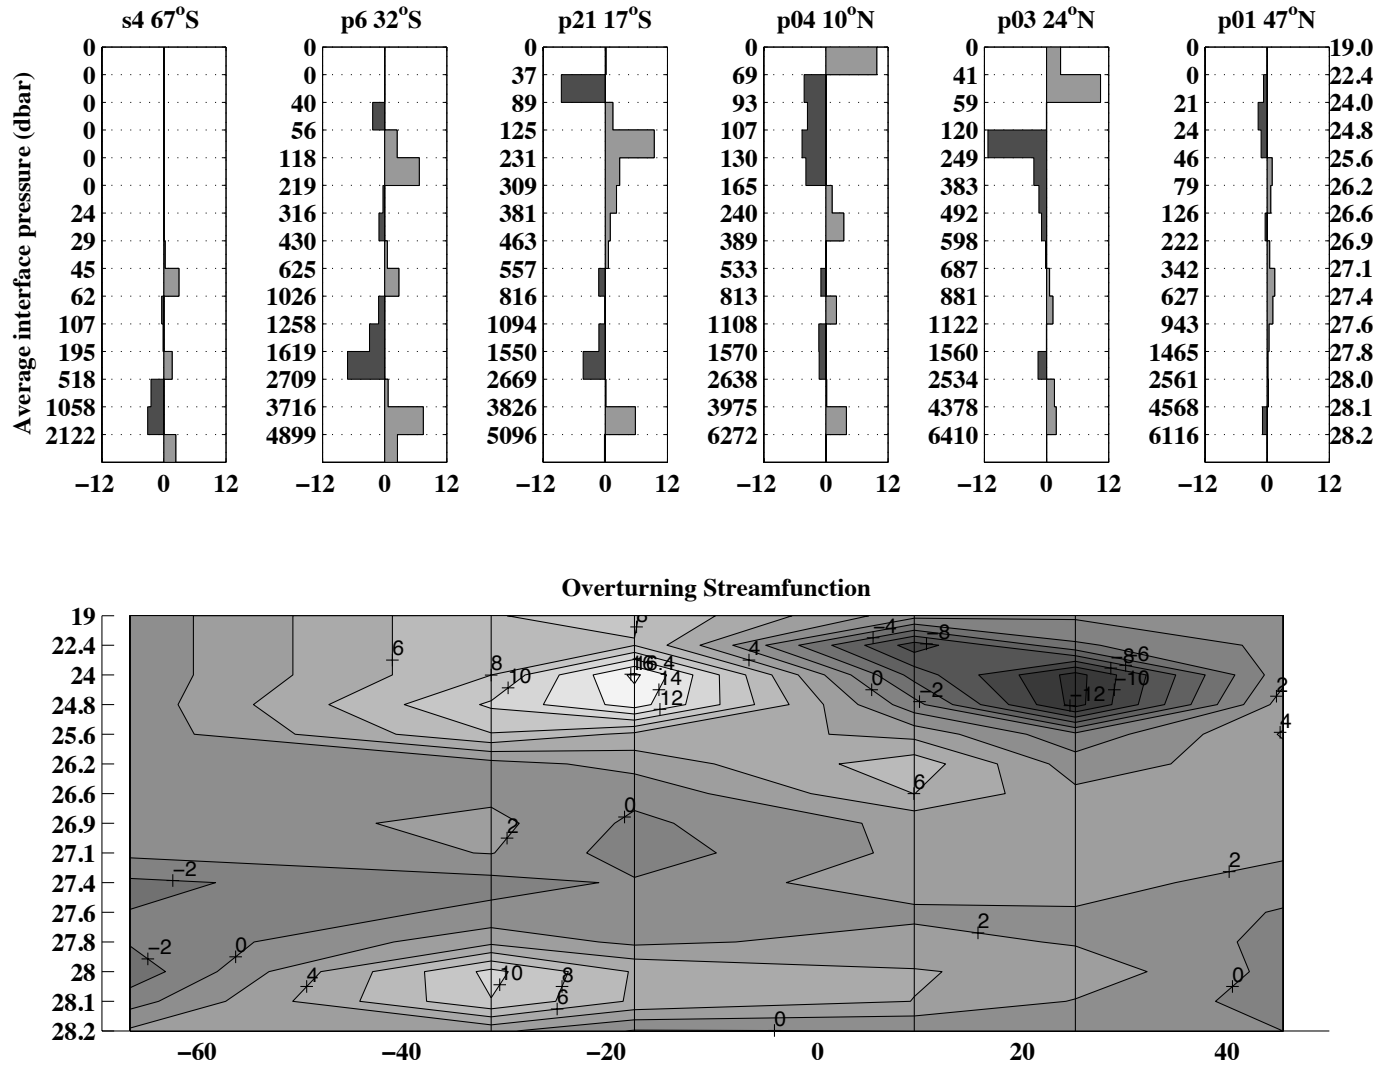 s4 67°S p6 32°S p21 17°S p04 10°N p03 24°N p01 47°N
Average interface pressure (dbar)
0 0 0 0 0 0 19.0
0 0 37 69 41 0 22.4
0 40 89 93 59 21 24.0
0 56 125 107 120 24 24.8
0 118 231 130 249 46 25.6
0 219 309 165 383 79 26.2
24 316 381 240 492 126 26.6
29 430 463 389 598 222 26.9
45 625 557 533 687 342 27.1
62 1026 816 813 881 627 27.4
107 1258 1094 1108 1122 943 27.6
195 1619 1550 1570 1560 1465 27.8
518 2709 2669 2638 2534 2561 28.0
1058 3716 3826 3975 4378 4568 28.1
2122 4899 5096 6272 6410 6116 28.2
−12 0 12 −12 0 12 −12 0 12 −12 0 12 −12 0 12 −12 0 12
Overturning Streamfunction
19 8
−4 −8
22.4 6 4 −8 −6
8 10 16 16.4 14 0 −10
24 12 −2 −12 2
24.8
4
25.6
26.2
6
26.6
0
26.9 2
27.1
−2 2
27.4
27.6
2
27.8 −2 0
28 4 10 8 0
28.1 6
0
28.2
−60 −40 −20 0 20 40